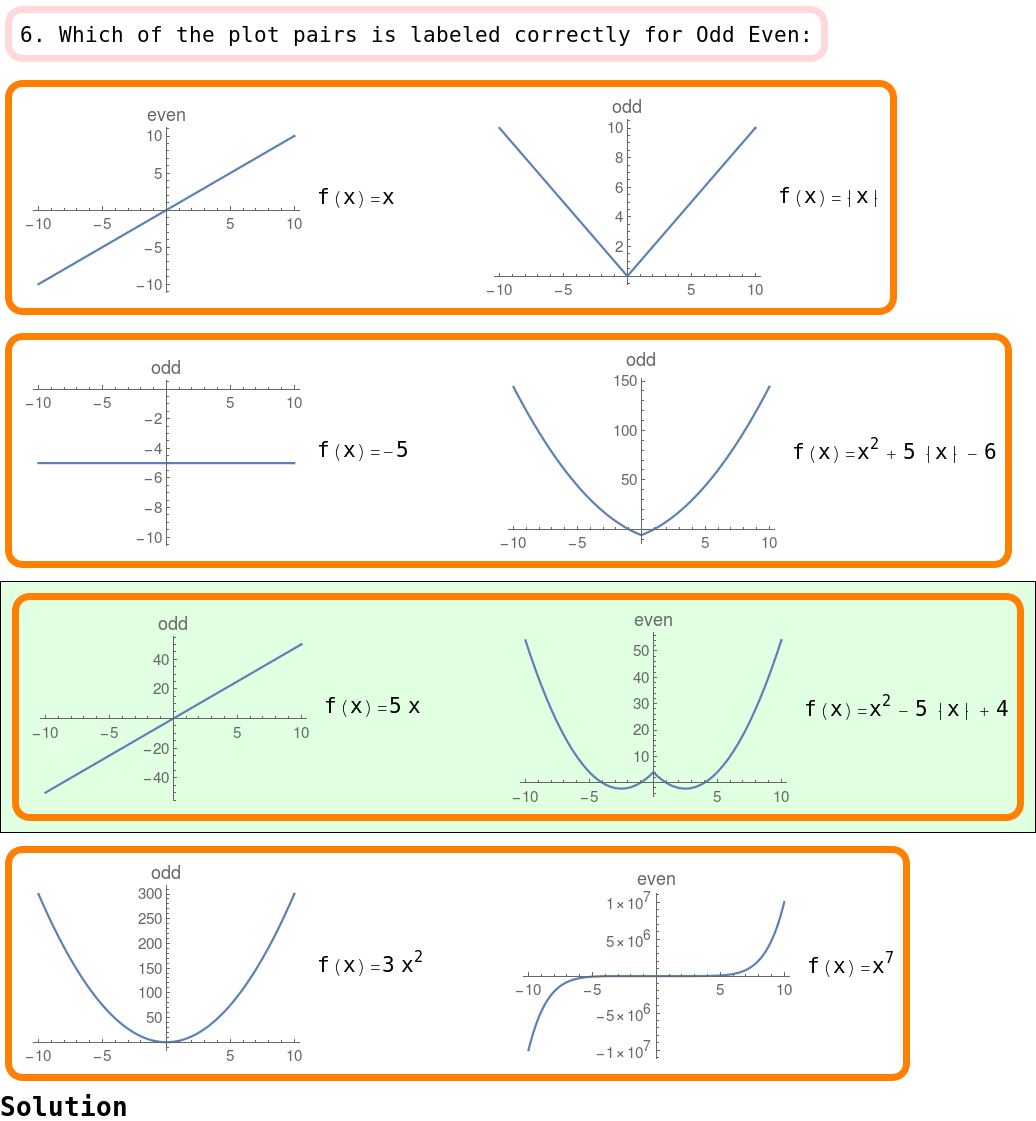 6. Which of the plot pairs is labeled correctly for Odd Even:
even
10
5
−10 −5 5 10
−5
−10
f(x)=x
odd
10
8
6
4
2
−10 −5 5 10
f(x)=|x|
odd
−10 −5 5 10
−2
−4
−6
−8
−10
f(x)=−5
odd
150
100
50
−10 −5 5 10
f(x)=x² + 5 |x| − 6
odd
40
20
−10 −5 5 10
−20
−40
f(x)=5 x
even
50
40
30
20
10
−10 −5 5 10
f(x)=x² − 5 |x| + 4
odd
300
250
200
150
100
50
−10 −5 5 10
f(x)=3 x²
even
1×10⁷
5×10⁶
−10 −5 5 10
−5×10⁶
−1×10⁷
f(x)=x⁷
Solution